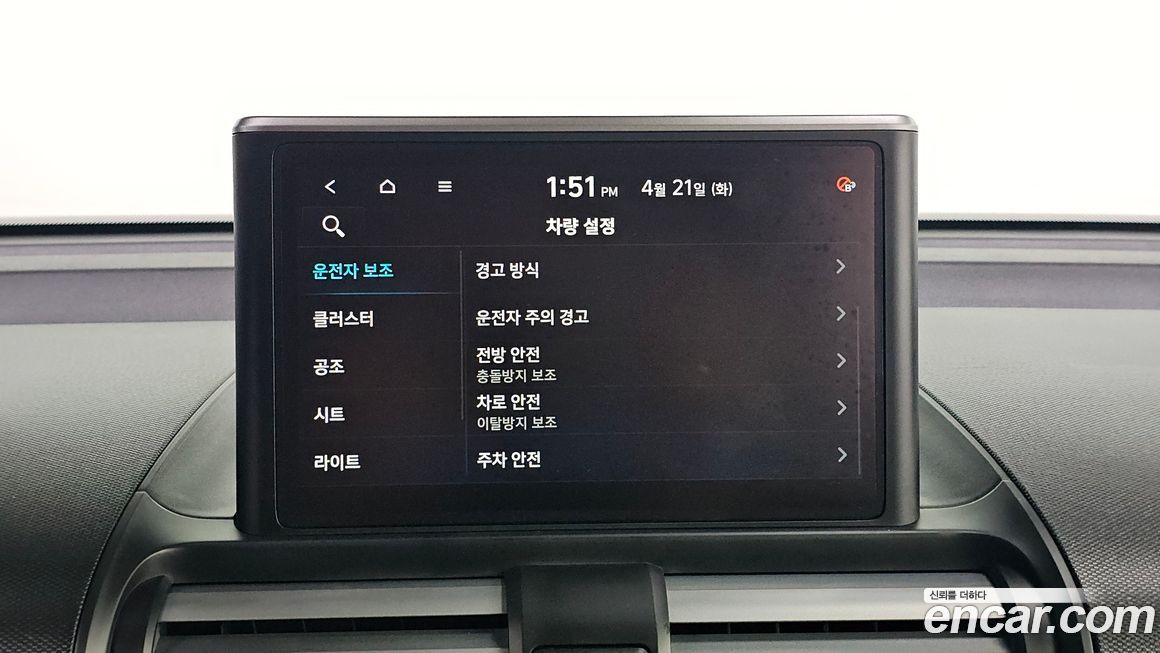 1:51 PM 4월 21일 (화)
차량 설정
운전자 보조
클러스터
공조
시트
라이트
경고 방식
운전자 주의 경고
전방 안전
충돌방지 보조
차로 안전
이탈방지 보조
주차 안전
신뢰를 더하다
encar.com